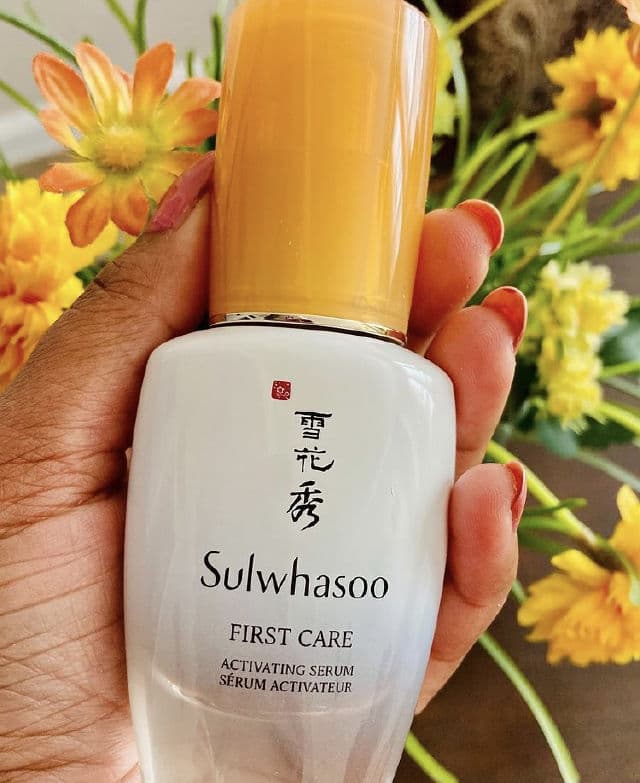 雪
花
秀
Sulwhasoo
FIRST CARE
ACTIVATING SERUM
SÉRUM ACTIVATEUR